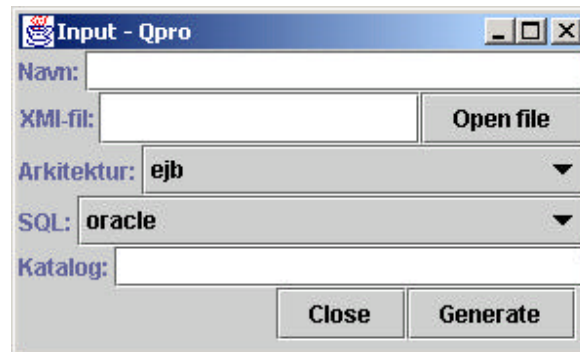 Input - Qpro
Navn:
XMI-fil: Open file
Arkitektur: ejb
SQL: oracle
Katalog:
Close Generate